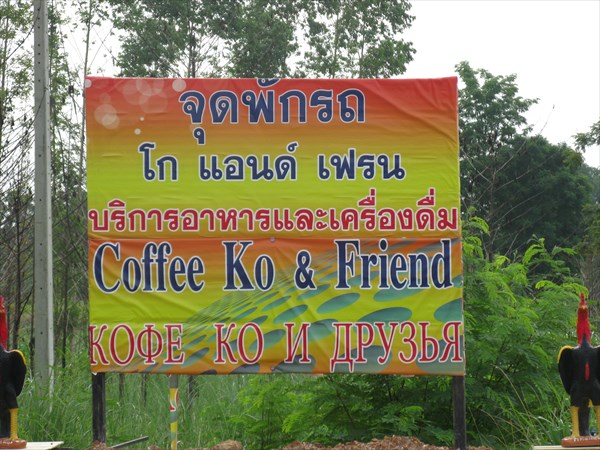 จุดพักรถ
โก แอนด์ เฟรน
บริการอาหารและเครื่องดื่ม
Coffee Ko & Friend
КОФЕ КО И ДРУЗЬЯ